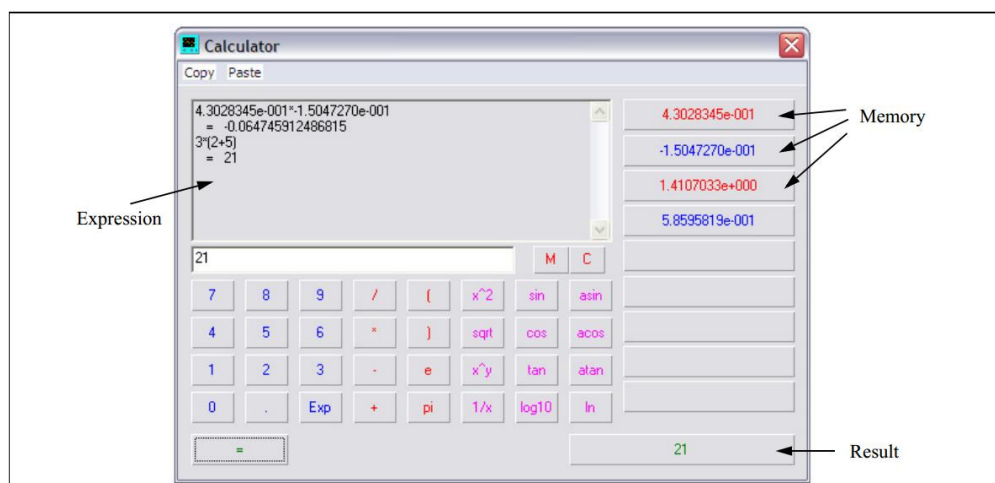 Calculator
Copy Paste
4.3028345e-001*-1.5047270e-001
= -0.064745912486815
3*(2+5)
= 21
4.3028345e-001
-1.5047270e-001
1.4107033e+000
5.8595819e-001
Memory
Expression
21 M C
7 8 9 / ( x^2 sin asin
4 5 6 * ) sqrt cos acos
1 2 3 - e x^y tan atan
0 . Exp + pi 1/x log10 ln
= 21
Result